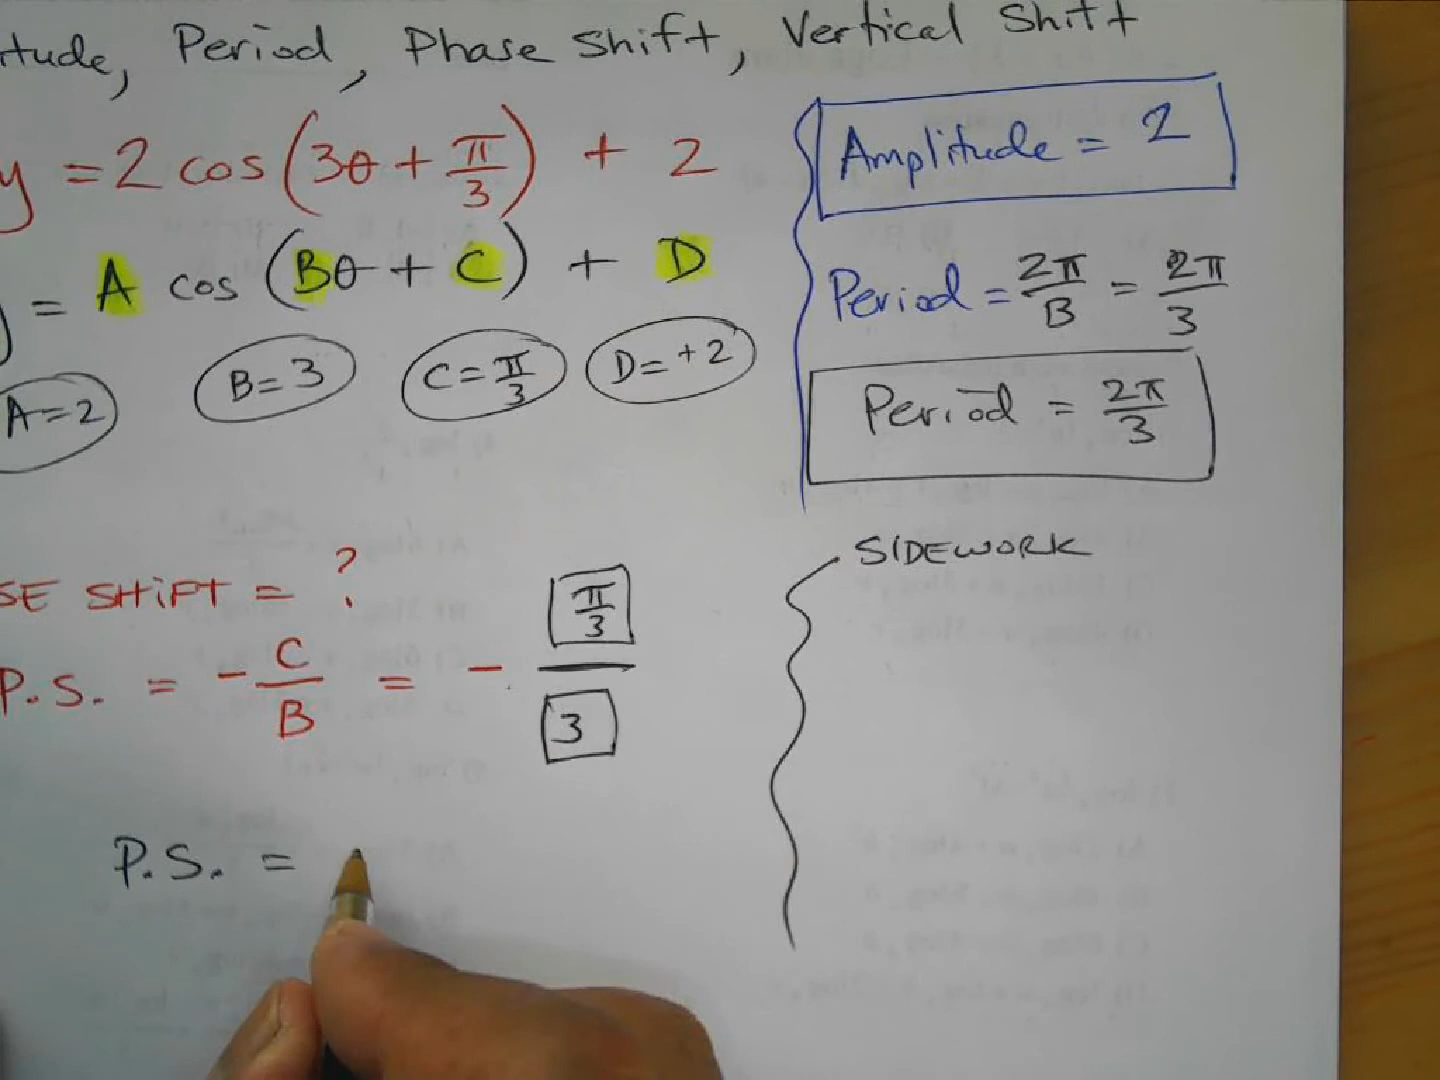 itude, Period, Phase Shift, Vertical Shift
y = 2 cos(3θ + π/3) + 2
y = A cos (Bθ + C) + D
A=2 B=3 C=π/3 D=+2
Amplitude = 2
Period = 2π/B = 2π/3
Period = 2π/3
SE SHIFT = ?
P.S. = -C/B = - π/3 / 3
SIDEWORK
P.S. =